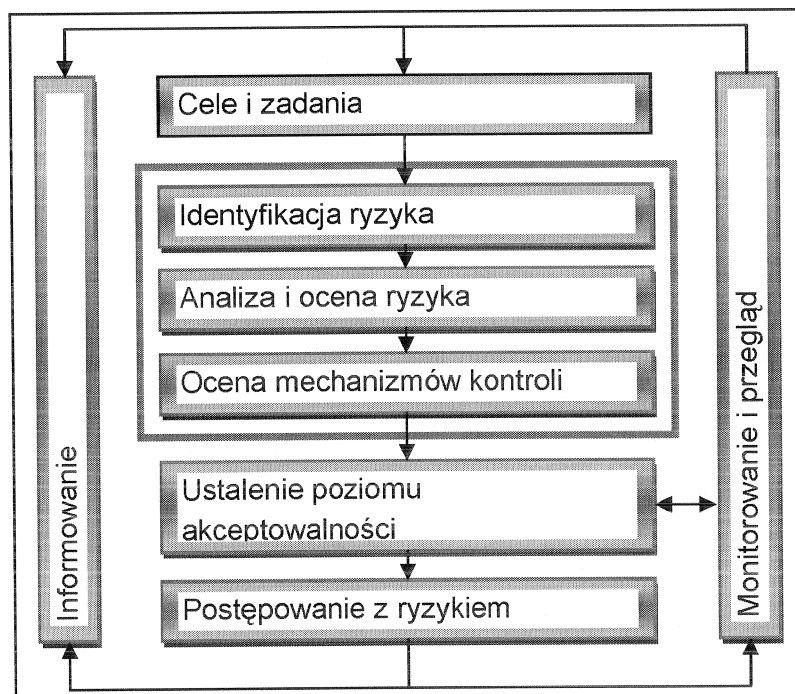 Cele i zadania
Identyfikacja ryzyka
Analiza i ocena ryzyka
Ocena mechanizmów kontroli
Ustalenie poziomu
akceptowalności
Postępowanie z ryzykiem
Informowanie
Monitorowanie i przegląd